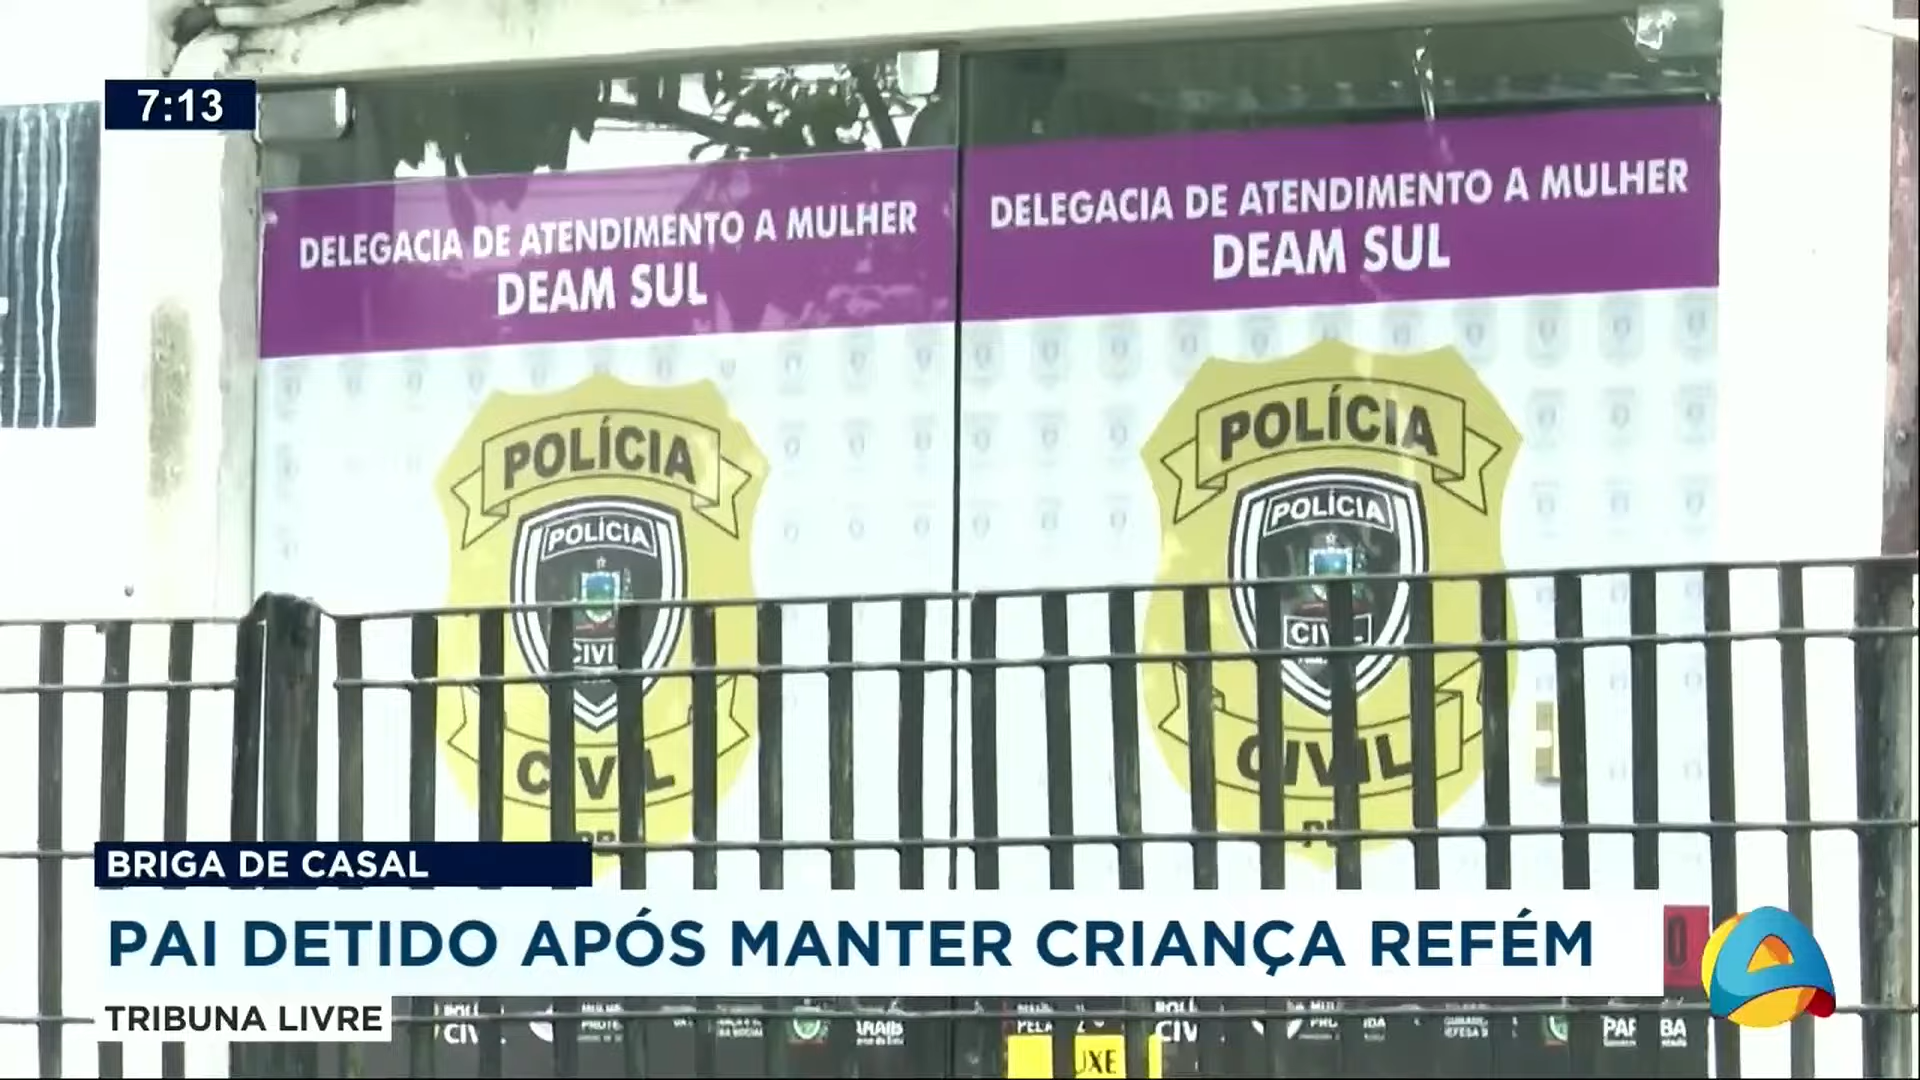 7:13
DELEGACIA DE ATENDIMENTO A MULHER
DEAM SUL
DELEGACIA DE ATENDIMENTO A MULHER
DEAM SUL
POLÍCIA
POLÍCIA
CIVIL
POLÍCIA
POLÍCIA
CIVIL
CIVIL
CIVIL
BRIGA DE CASAL
PAI DETIDO APÓS MANTER CRIANÇA REFÉM
TRIBUNA LIVRE